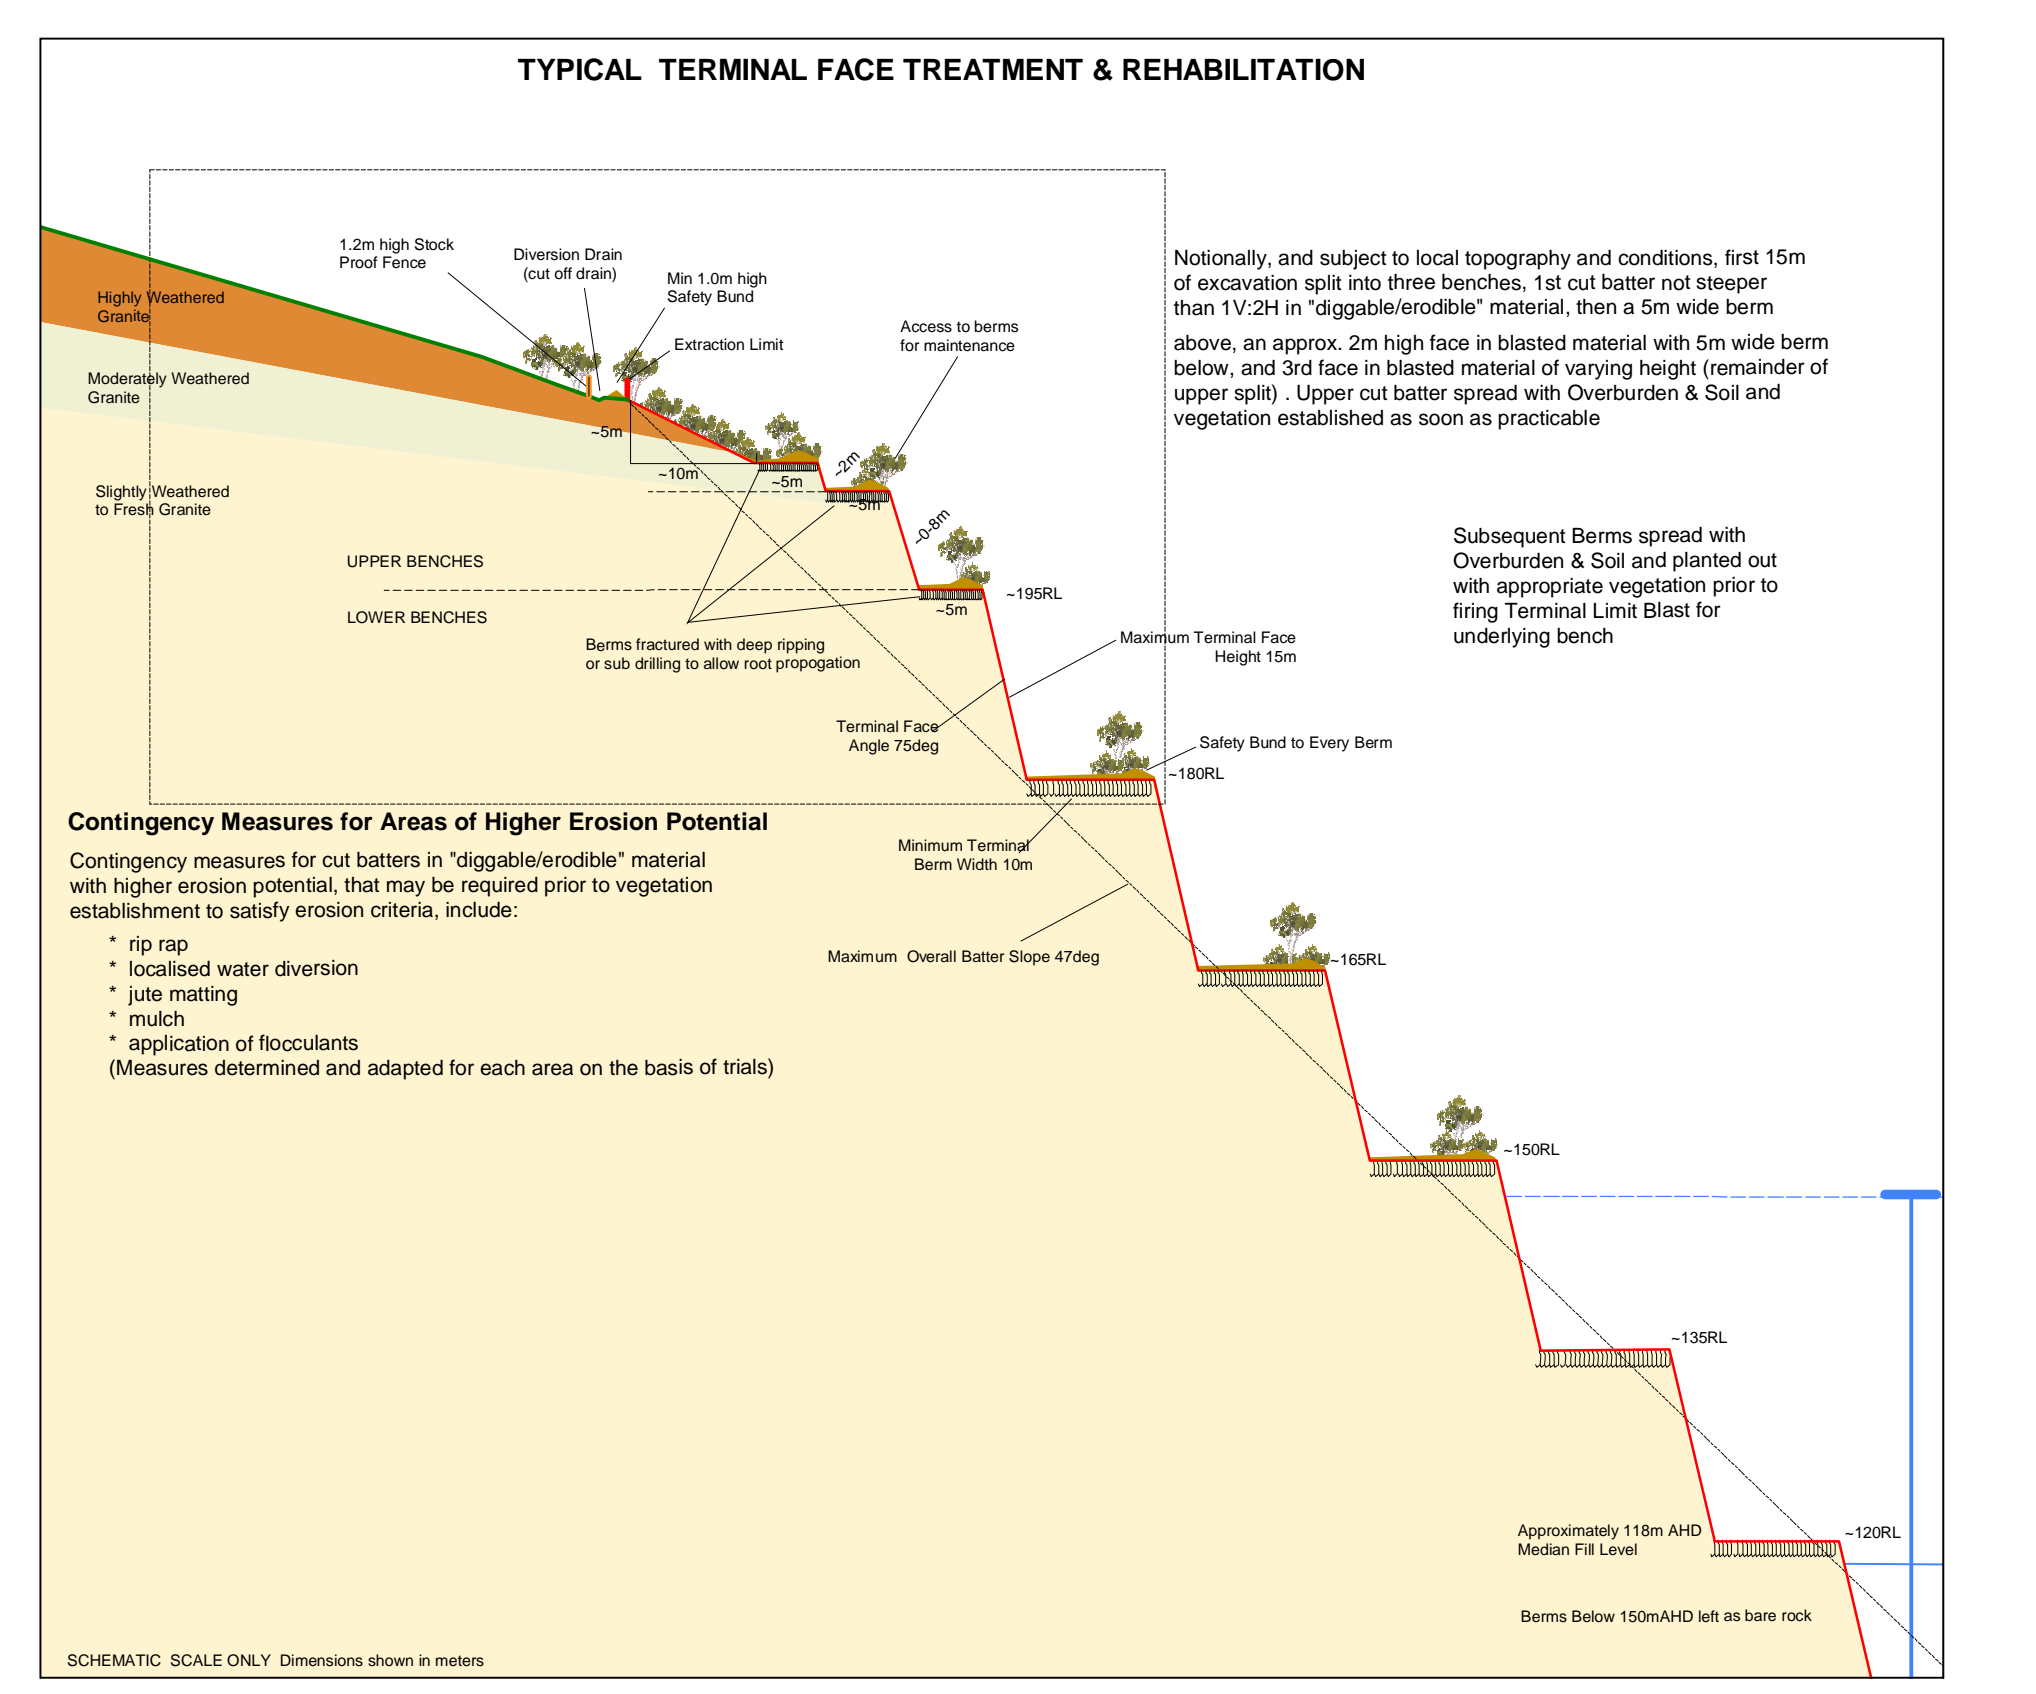 TYPICAL  TERMINAL FACE TREATMENT & REHABILITATION
1.2m high Stock
Proof Fence
Diversion Drain
(cut off drain)
Min 1.0m high
Safety Bund
Extraction Limit
Access to berms
for maintenance
Notionally, and subject to local topography and conditions, first 15m
of excavation split into three benches, 1st cut batter not steeper
than 1V:2H in "diggable/erodible" material, then a 5m wide berm
above, an approx. 2m high face in blasted material with 5m wide berm
below, and 3rd face in blasted material of varying height (remainder of
upper split) . Upper cut batter spread with Overburden & Soil and
vegetation established as soon as practicable
Highly Weathered
Granite
Moderately Weathered
Granite
Slightly Weathered
to Fresh Granite
~5m
~10m
~5m
~2m
~5m
~0-8m
~5m
UPPER BENCHES
LOWER BENCHES
~195RL
Berms fractured with deep ripping
or sub drilling to allow root propogation
Subsequent Berms spread with
Overburden & Soil and planted out
with appropriate vegetation prior to
firing Terminal Limit Blast for
underlying bench
Maximum Terminal Face
Height 15m
Terminal Face
Angle 75deg
Safety Bund to Every Berm
~180RL
Minimum Terminal
Berm Width 10m
Maximum  Overall Batter Slope 47deg
Contingency Measures for Areas of Higher Erosion Potential
Contingency measures for cut batters in "diggable/erodible" material
with higher erosion potential, that may be required prior to vegetation
establishment to satisfy erosion criteria, include:
* rip rap
* localised water diversion
* jute matting
* mulch
* application of flocculants
(Measures determined and adapted for each area on the basis of trials)
~165RL
~150RL
~135RL
~120RL
Approximately 118m AHD
Median Fill Level
Berms Below 150mAHD left as bare rock
SCHEMATIC  SCALE ONLY  Dimensions shown in meters